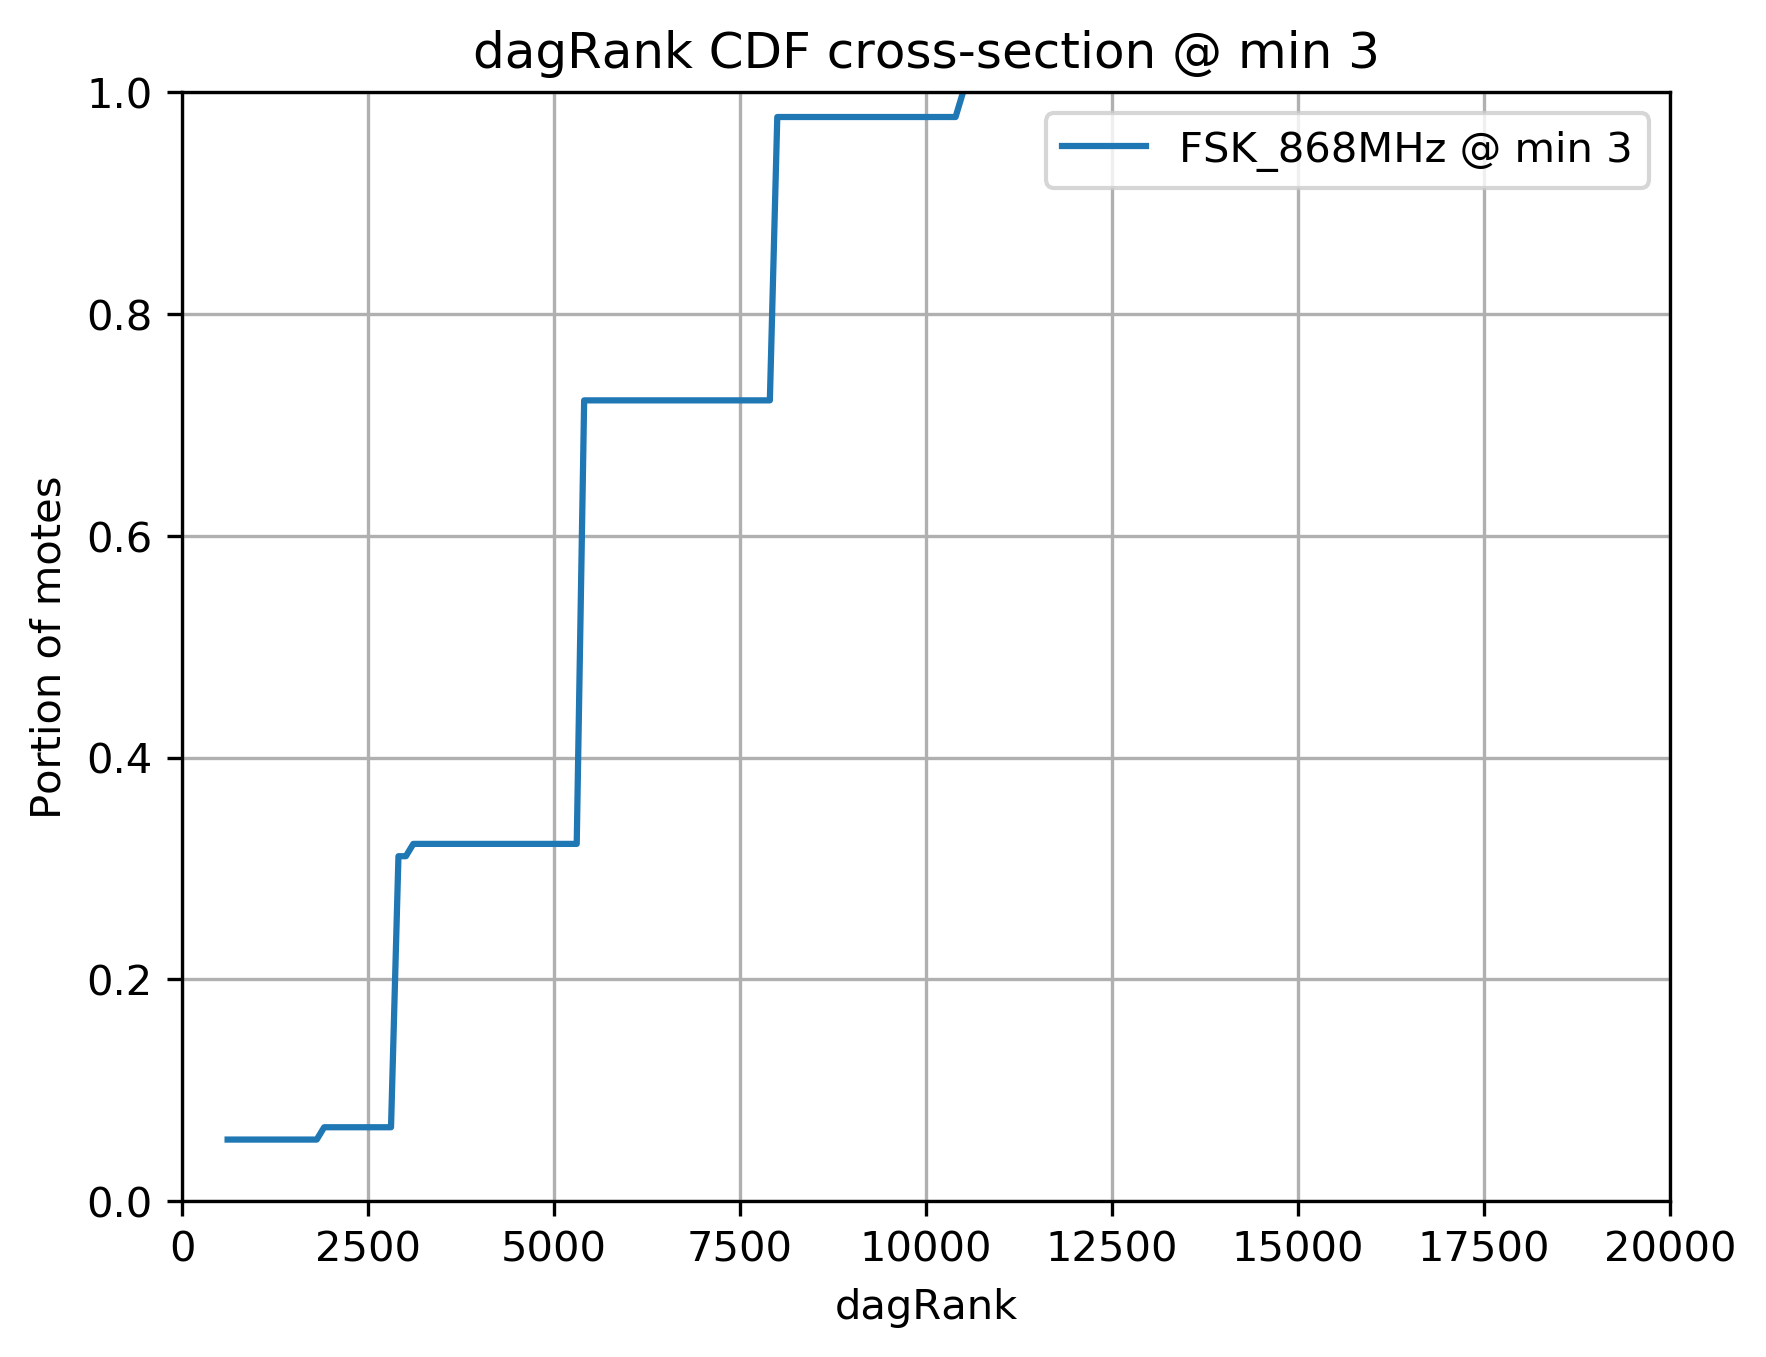 dagRank CDF cross-section @ min 3
1.0
0.8
0.6
0.4
0.2
0.0
Portion of motes
FSK_868MHz @ min 3
0 2500 5000 7500 10000 12500 15000 17500 20000
dagRank